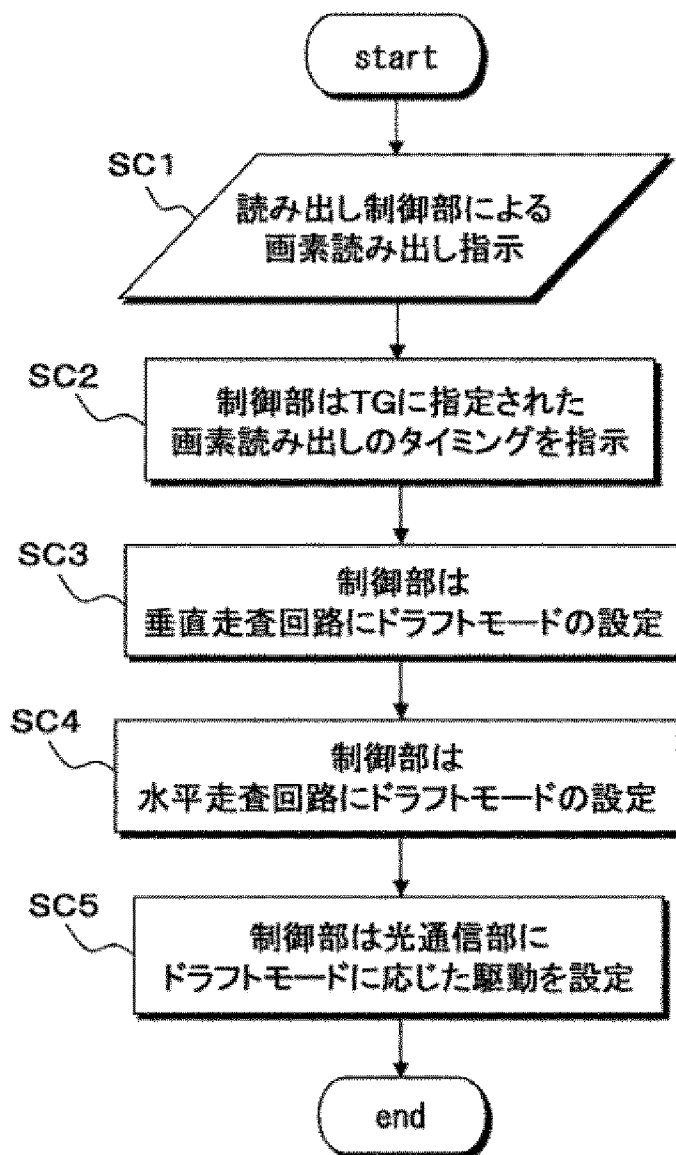 start
SC1
読み出し制御部による
画素読み出し指示
SC2
制御部はTGに指定された
画素読み出しのタイミングを指示
SC3
制御部は
垂直走査回路にドラフトモードの設定
SC4
制御部は
水平走査回路にドラフトモードの設定
SC5
制御部は光通信部に
ドラフトモードに応じた駆動を設定
end